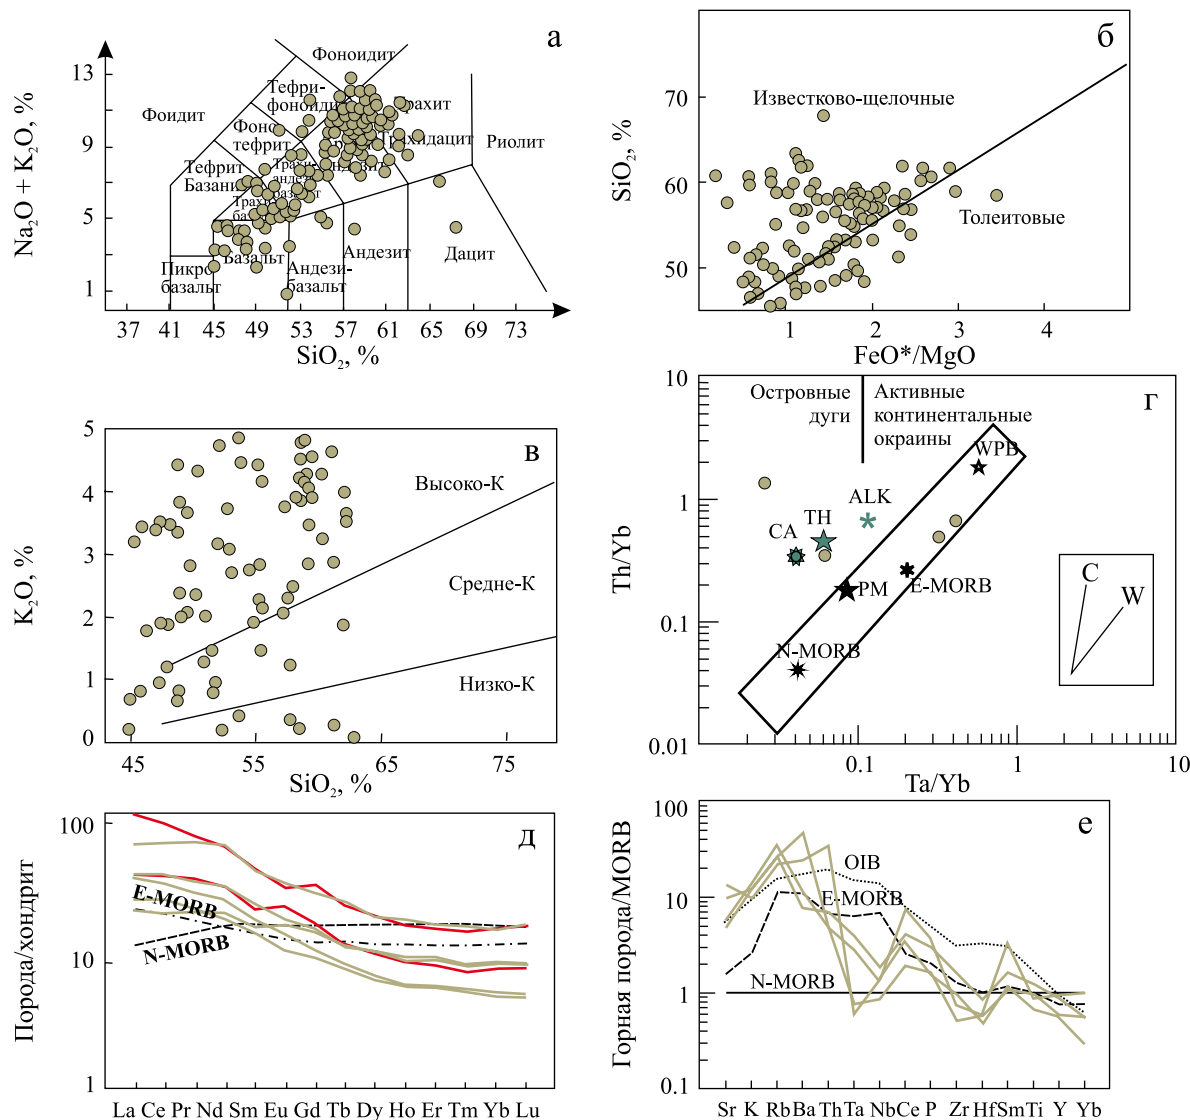 а
Na₂O + K₂O, %
13
9
5
1
Фоноидит
Тефри-
фоноидит
Трахит
Фоидит
Фоно-
тефрит
Трахидацит
Риолит
Тефрит
Базанит
Трахи-
андезит
базальт
Базальт
Андезит
Дацит
Пикро-
базальт
Андези-
базальт
37 41 45 49 53 57 61 65 69 73
SiO₂, %
б
SiO₂, %
70
60
50
Известково-щелочные
Толеитовые
1 2 3 4
FeO*/MgO
в
K₂O, %
5
4
3
2
1
0
Высоко-К
Средне-К
Низко-К
45 55 65 75
SiO₂, %
г
Th/Yb
10
1
0.1
0.01
Островные
дуги
Активные
континентальные
окраины
WPB
ALK
TH
CA
PM
E-MORB
N-MORB
C
W
0.1 1 10
Ta/Yb
д
Порода/хондрит
100
10
1
E-MORB
N-MORB
La Ce Pr Nd Sm Eu Gd Tb Dy Ho Er Tm Yb Lu
е
Горная порода/MORB
100
10
1
0.1
OIB
E-MORB
N-MORB
Sr K Rb Ba Th Ta Nb Ce P Zr Hf Sm Ti Y Yb